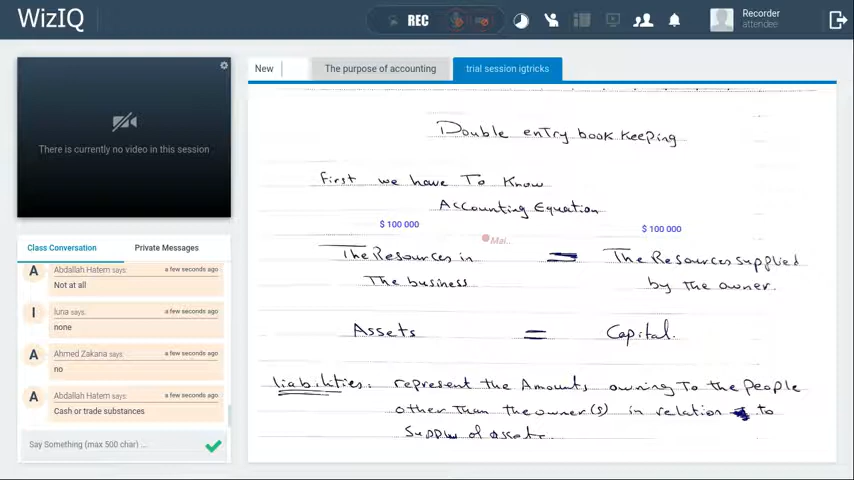 WizIQ
REC
Recorder
attendee
There is currently no video in this session
Class Conversation
Private Messages
A
Abdallah Hatem says:
a few seconds ago
Not at all
l
luna says:
a few seconds ago
none
A
Ahmed Zakana says:
a few seconds ago
no
A
Abdallah Hatem says:
a few seconds ago
Cash or trade substances
Say Something (max 500 char) ...
New
The purpose of accounting
trial session igtricks
Double entry book keeping
first we have To Know
Accounting Equation
$ 100 000
$ 100 000
Mai..
The Resources in = The Resources supplied
The business by the owner.
Assets = Capital.
liabilities: represent the Amounts owning To the people
other Than the owner(s) in relation to
Supply of assets.